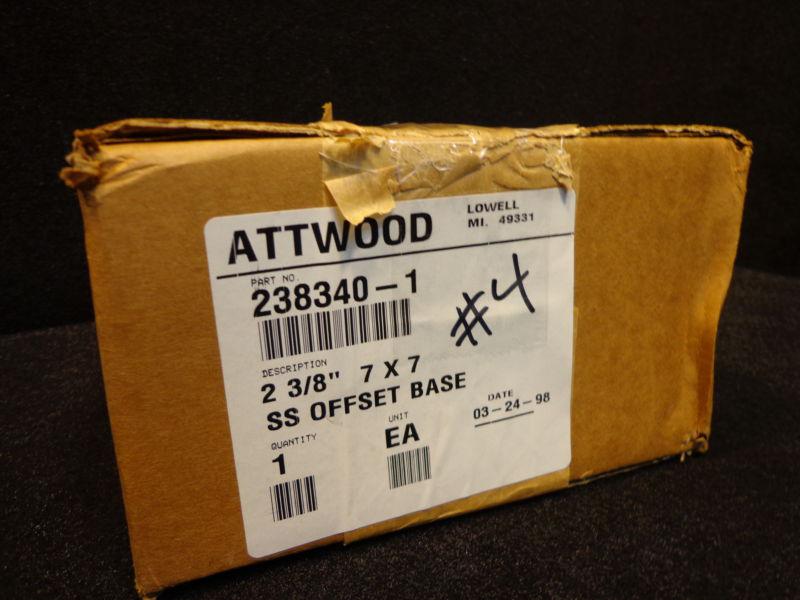 ATTWOOD
LOWELL
MI. 49331
PART NO.
238340-1
#4
DESCRIPTION
2 3/8" 7 X 7
SS OFFSET BASE
DATE
03-24-98
QUANTITY
1
UNIT
EA